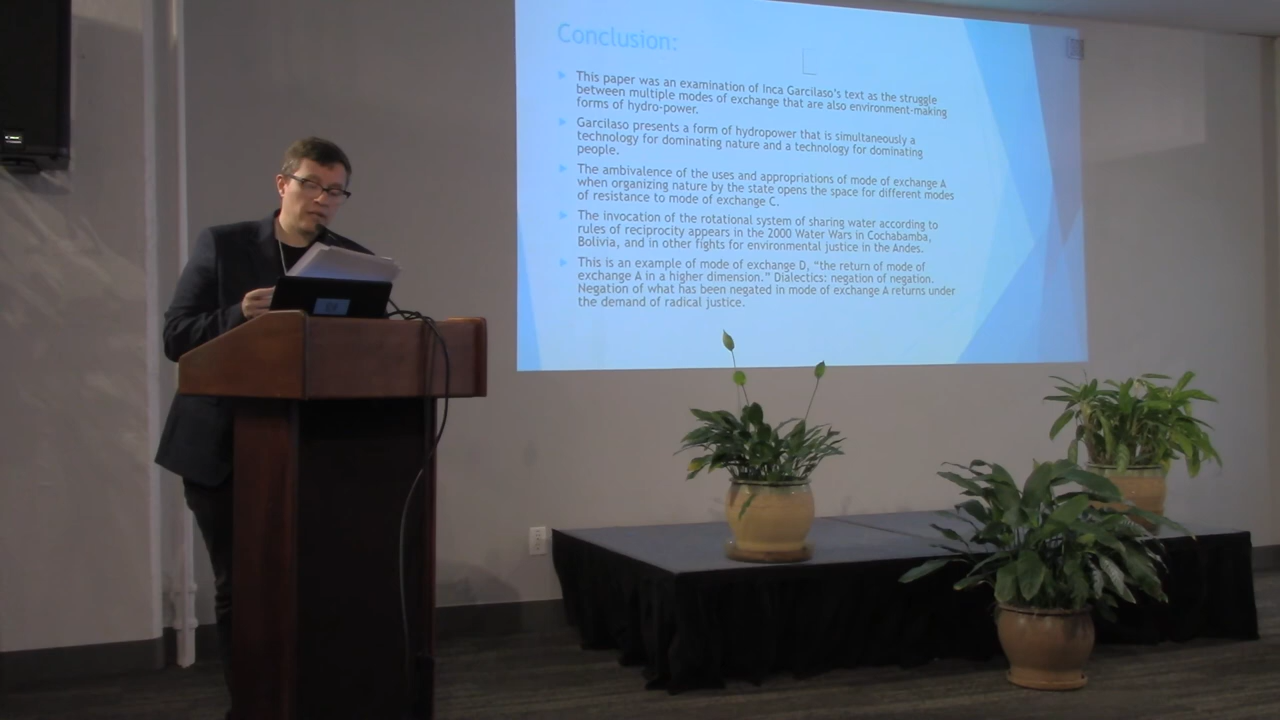 Conclusion:
This paper was an examination of Inca Garcilaso's text as the struggle
between multiple modes of exchange that are also environment-making
forms of hydro-power.
Garcilaso presents a form of hydropower that is simultaneously a
technology for dominating nature and a technology for dominating
people.
The ambivalence of the uses and appropriations of mode of exchange A
when organizing nature by the state opens the space for different modes
of resistance to mode of exchange C.
The invocation of the rotational system of sharing water according to
rules of reciprocity appears in the 2000 Water Wars in Cochabamba,
Bolivia, and in other fights for environmental justice in the Andes.
This is an example of mode of exchange D, “the return of mode of
exchange A in a higher dimension.” Dialectics: negation of negation.
Negation of what has been negated in mode of exchange A returns under
the demand of radical justice.